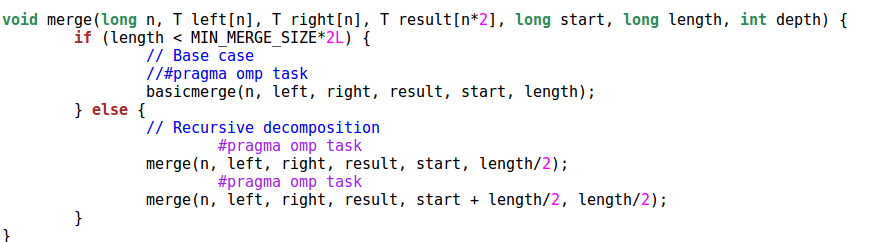 void merge(long n, T left[n], T right[n], T result[n*2], long start, long length, int depth) {
        if (length < MIN_MERGE_SIZE*2L) {
                // Base case
                //#pragma omp task
                basicmerge(n, left, right, result, start, length);
        } else {
                // Recursive decomposition
                        #pragma omp task
                merge(n, left, right, result, start, length/2);
                        #pragma omp task
                merge(n, left, right, result, start + length/2, length/2);
        }
}